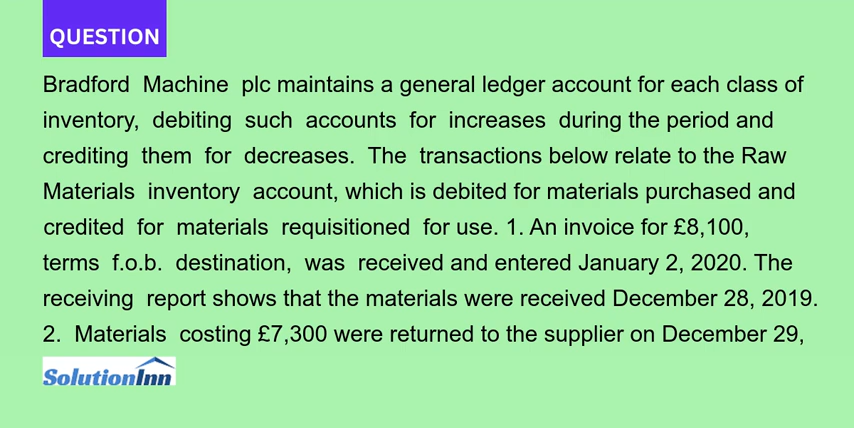 QUESTION
Bradford Machine plc maintains a general ledger account for each class of
inventory, debiting such accounts for increases during the period and
crediting them for decreases. The transactions below relate to the Raw
Materials inventory account, which is debited for materials purchased and
credited for materials requisitioned for use. 1. An invoice for £8,100,
terms f.o.b. destination, was received and entered January 2, 2020. The
receiving report shows that the materials were received December 28, 2019.
2. Materials costing £7,300 were returned to the supplier on December 29,
SolutionInn